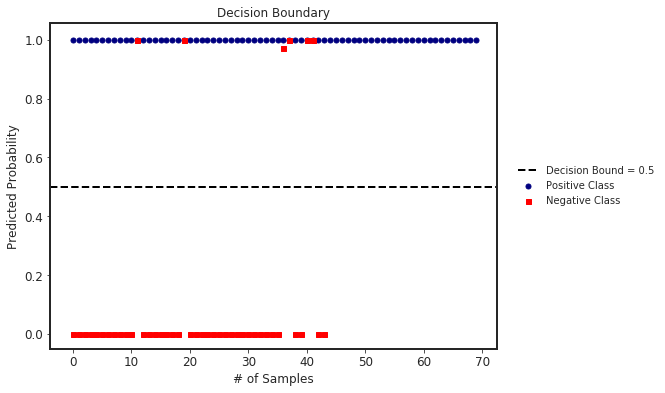 Decision Boundary
1.0
0.8
0.6
0.4
0.2
0.0
Predicted Probability
0 10 20 30 40 50 60 70
# of Samples
Decision Bound = 0.5
Positive Class
Negative Class